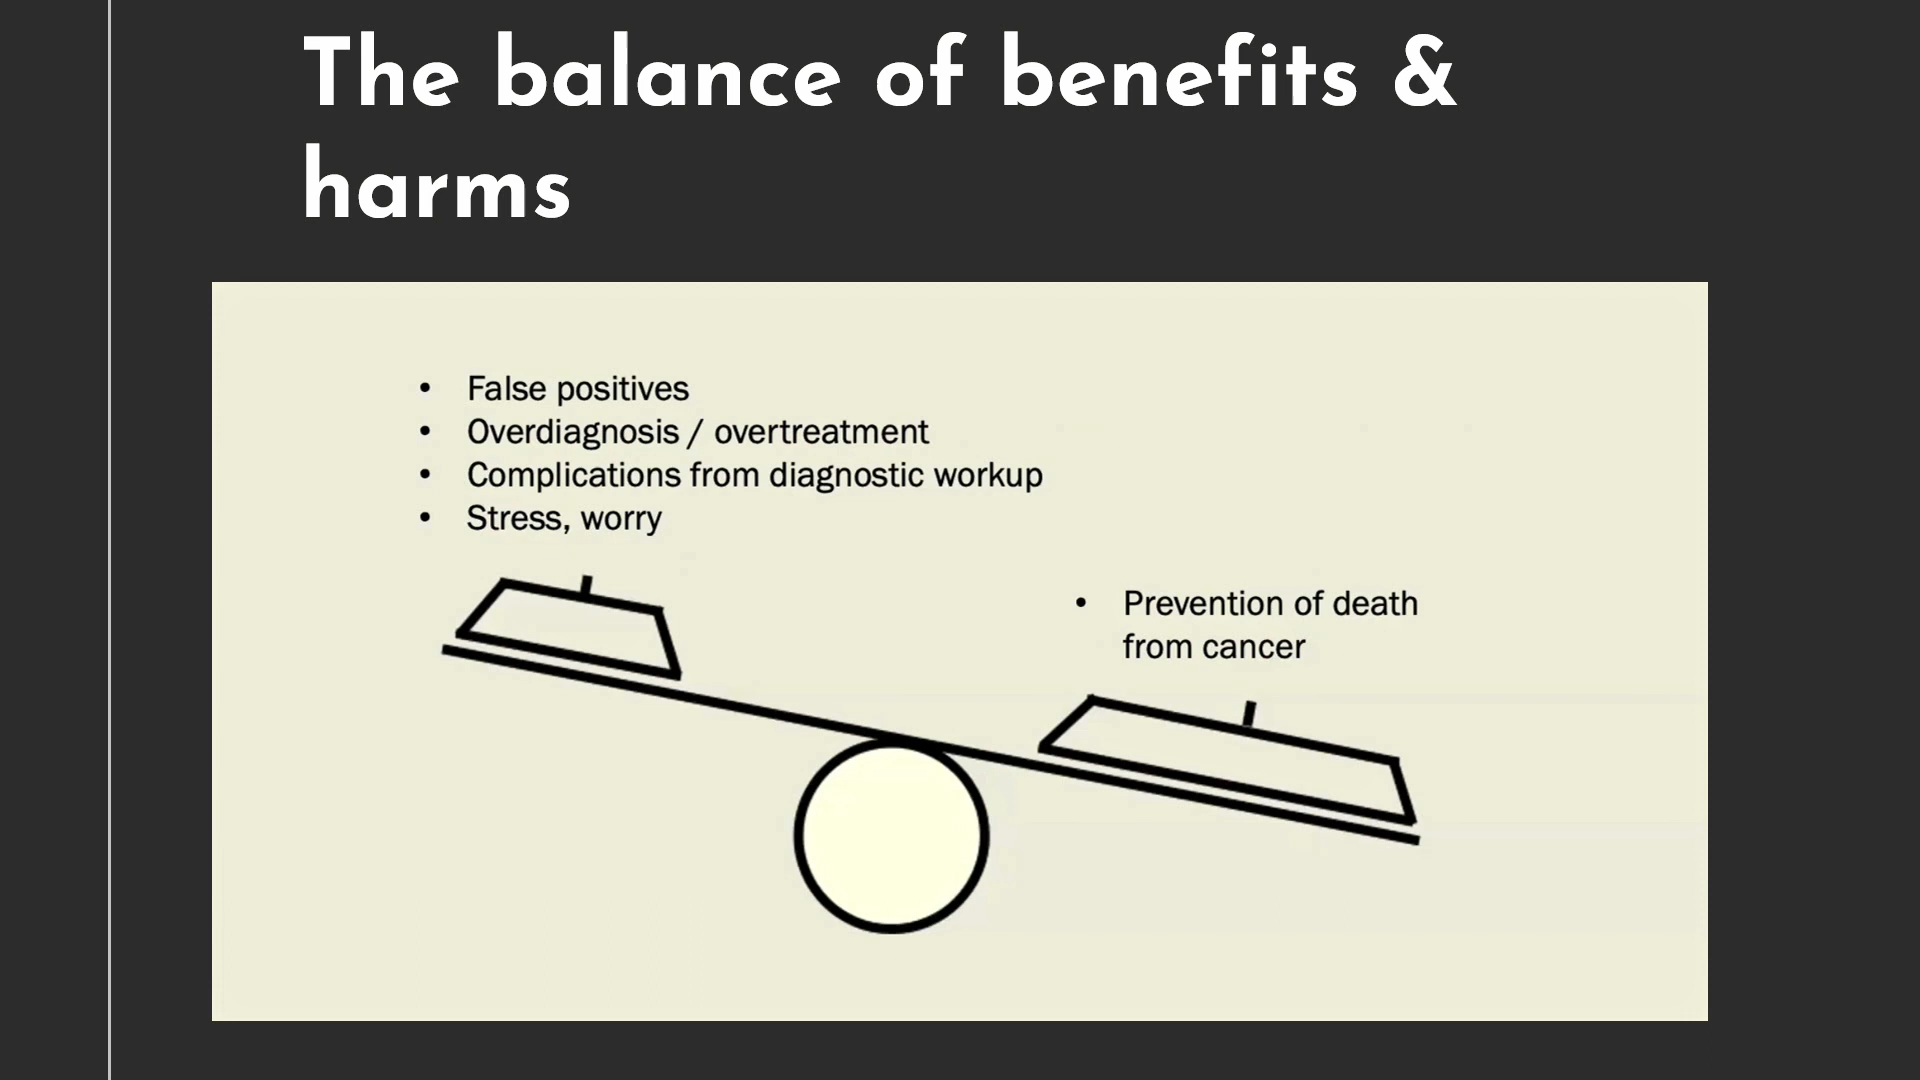 The balance of benefits &
harms
• False positives
• Overdiagnosis / overtreatment
• Complications from diagnostic workup
• Stress, worry
• Prevention of death
from cancer